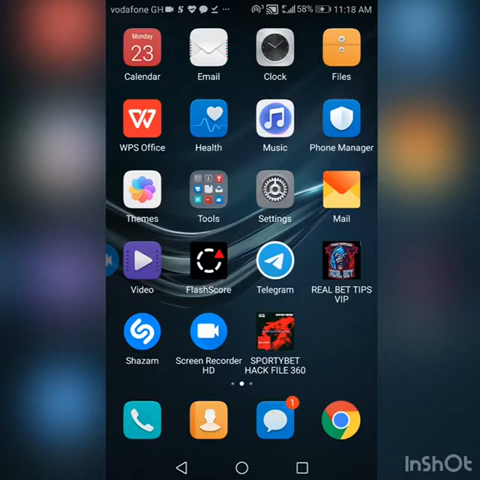 vodafone GH 58% 11:18 AM
Monday
23
Calendar Email Clock Files
WPS Office Health Music Phone Manager
Themes Tools Settings Mail
REAL BET
Video FlashScore Telegram REAL BET TIPS
VIP
Shazam Screen Recorder SPORTYBET
HD HACK FILE 360
1
InShOt